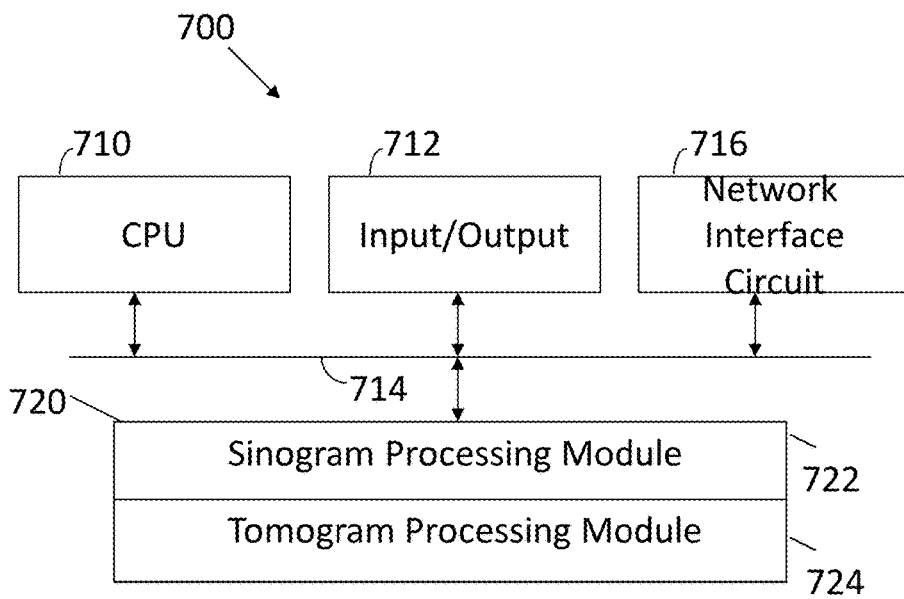 700
710
712
716
CPU
Input/Output
Network
Interface
Circuit
714
720
Sinogram Processing Module
722
Tomogram Processing Module
724